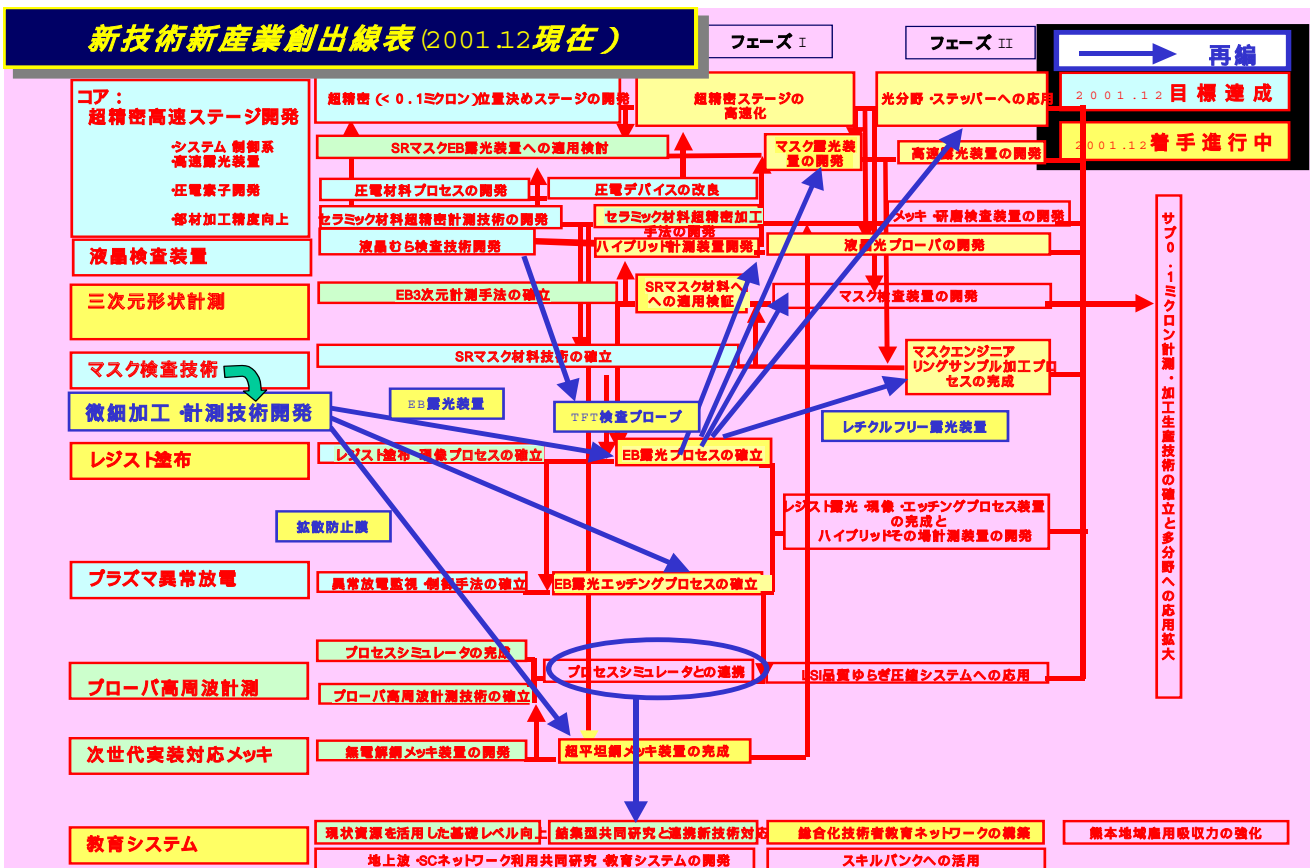 新技術新産業創出線表(2001.12現在)
フェーズ I
フェーズ II
再編
2001.12目標達成
2001.12着手進行中
コア：
超精密高速ステージ開発
・システム 制御系
・高速露光装置
・圧電素子開発
・部材加工精度向上
超精密(<0.1ミクロン)位置決めステージの開発
超精密ステージの
高速化
光分野・ステッパーへの応用
SRマスクEB露光装置への適用検討
マスク露光装
置の開発
高速露光装置の開発
圧電材料プロセスの開発
圧電デバイスの改良
セラミック材料超精密計測技術の開発
セラミック材料超精密加工
手法の開発
メッキ・研磨検査装置の開発
液晶検査装置
液晶むら検査技術開発
ハイブリッド計測装置開発
液晶光プローバの開発
三次元形状計測
EB3次元計測手法の確立
SRマスク材料へ
への適用検証
マスク検査装置の開発
マスク検査技術
SRマスク材料技術の確立
マスクエンジニア
リングサンプル加工プロ
セスの完成
微細加工・計測技術開発
EB露光装置
TFT検査プローブ
レチクルフリー露光装置
レジスト塗布
レジスト塗布・現像プロセスの確立
EB露光プロセスの確立
拡散防止膜
レジスト露光・現像・エッチングプロセス装置
の完成と
ハイブリッドその場計測装置の開発
プラズマ異常放電
異常放電監視・制御手法の確立
EB露光エッチングプロセスの確立
プローバ高周波計測
プロセスシミュレータの完成
プロセスシミュレータとの連携
LSI品質ゆらぎ圧縮システムへの応用
プローバ高周波計測技術の確立
次世代実装対応メッキ
無電解銅メッキ装置の開発
超平坦銅メッキ装置の完成
教育システム
現状資源を活用した基礎レベル向上
結集型共同研究と連携新技術対応
総合化技術者教育ネットワークの構築
熊本地域雇用吸収力の強化
地上波・SCネットワーク利用共同研究・教育システムの開発
スキルバンクへの活用
サブ0.1ミクロン計測・加工生産技術の確立と多分野への応用拡大